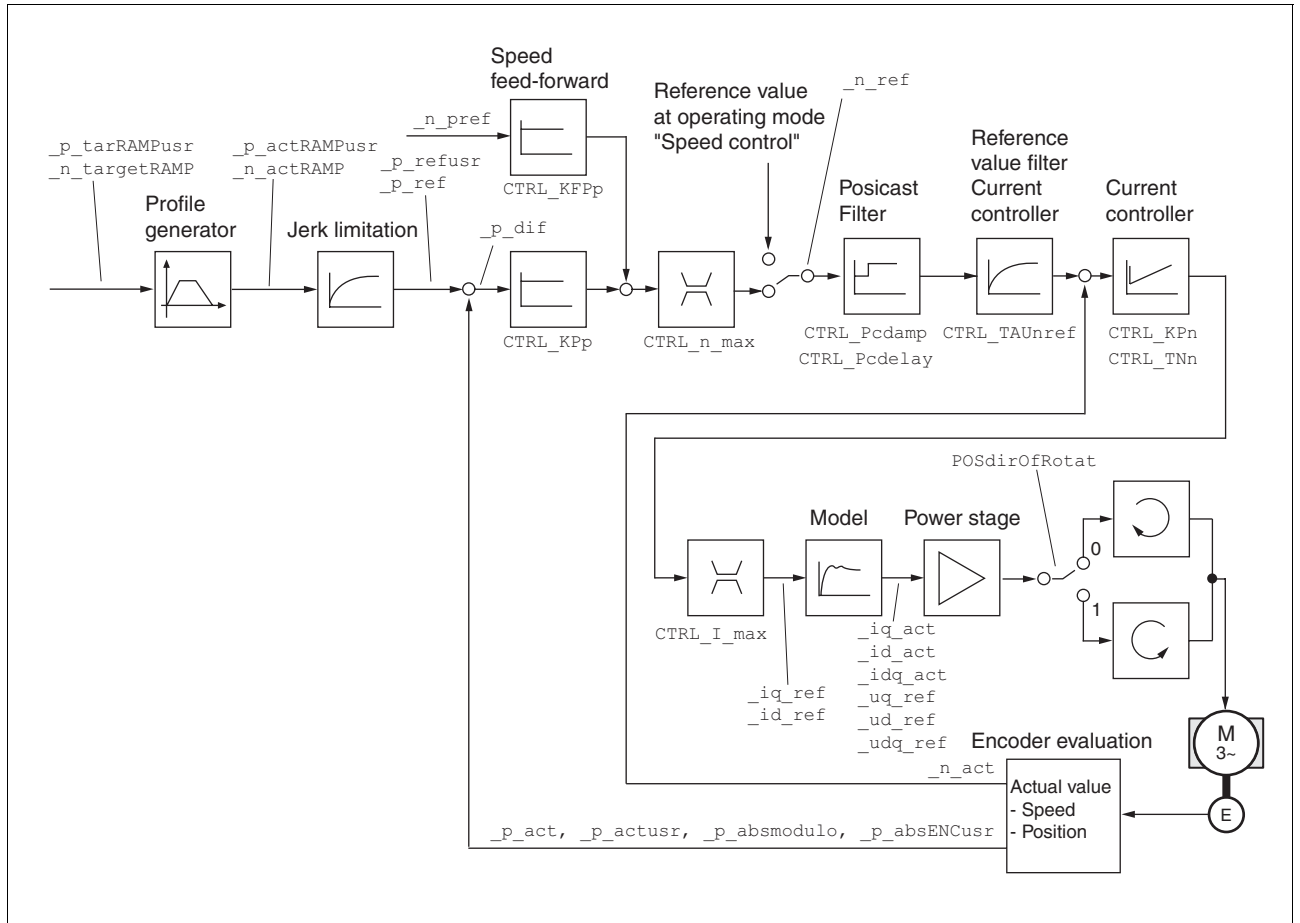 Speed
feed-forward
_n_pref
CTRL_KFPp
Reference value
at operating mode
"Speed control"
_n_ref
_p_tarRAMPusr
_n_targetRAMP
_p_actRAMPusr
_n_actRAMP
_p_refusr
_p_ref
Profile
generator
Jerk limitation
_p_dif
CTRL_KPp
CTRL_n_max
Posicast
Filter
CTRL_Pcdamp
CTRL_Pcdelay
Reference
value filter
Current
controller
CTRL_TAUnref
Current
controller
CTRL_KPn
CTRL_TNn
POSdirOfRotat
CTRL_I_max
_iq_ref
_id_ref
Model
Power stage
_iq_act
_id_act
_idq_act
_uq_ref
_ud_ref
_udq_ref
0
1
M
3~
E
Encoder evaluation
_n_act
Actual value
- Speed
- Position
_p_act, _p_actusr, _p_absmodulo, _p_absENCusr